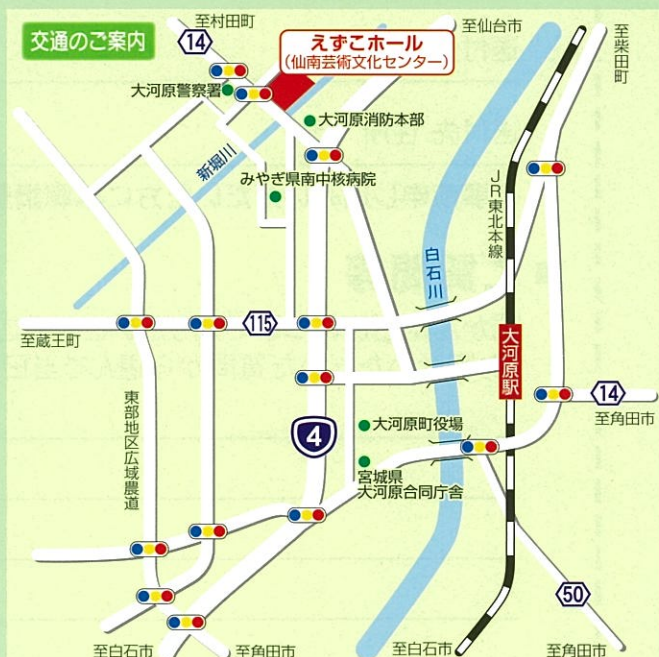 交通のご案内
至村田町
14
えずこホール
(仙南芸術文化センター)
至仙台市
至柴田町
大河原警察署
大河原消防本部
新堀川
みやぎ県南中核病院
JR東北本線
白石川
115
至蔵王町
大河原駅
14
至角田市
4
大河原町役場
東部地区広域農道
宮城県
大河原合同庁舎
50
至白石市
至角田市
至白石市
至角田市